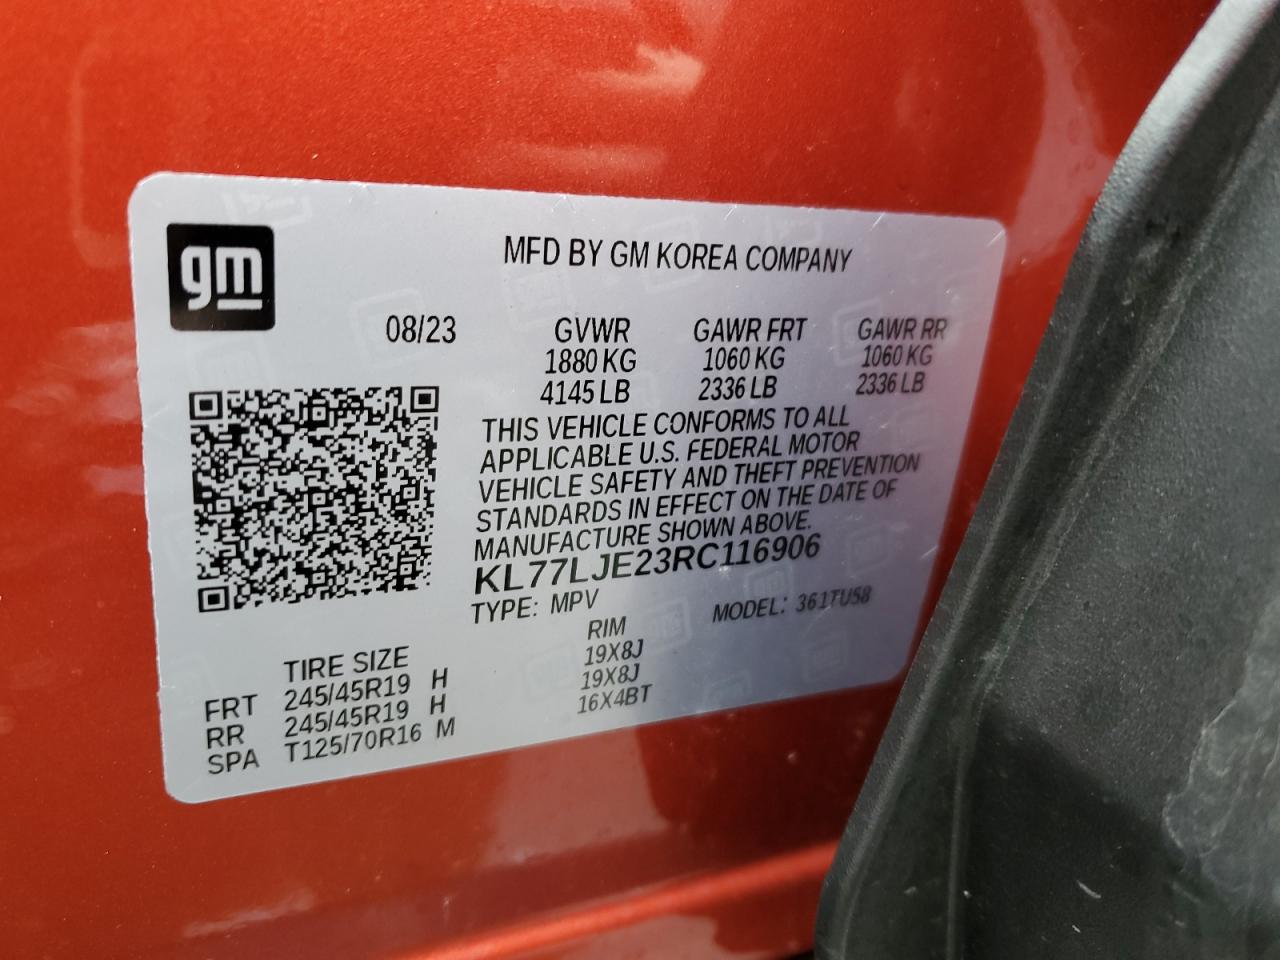 gm
MFD BY GM KOREA COMPANY
08/23 GVWR GAWR FRT GAWR RR
1880 KG 1060 KG 1060 KG
4145 LB 2336 LB 2336 LB
THIS VEHICLE CONFORMS TO ALL
APPLICABLE U.S. FEDERAL MOTOR
VEHICLE SAFETY AND THEFT PREVENTION
STANDARDS IN EFFECT ON THE DATE OF
MANUFACTURE SHOWN ABOVE.
KL77LJE23RC116906
TYPE: MPV MODEL: 361TU58
TIRE SIZE RIM
FRT 245/45R19 H 19X8J
RR 245/45R19 H 19X8J
SPA T125/70R16 M 16X4BT